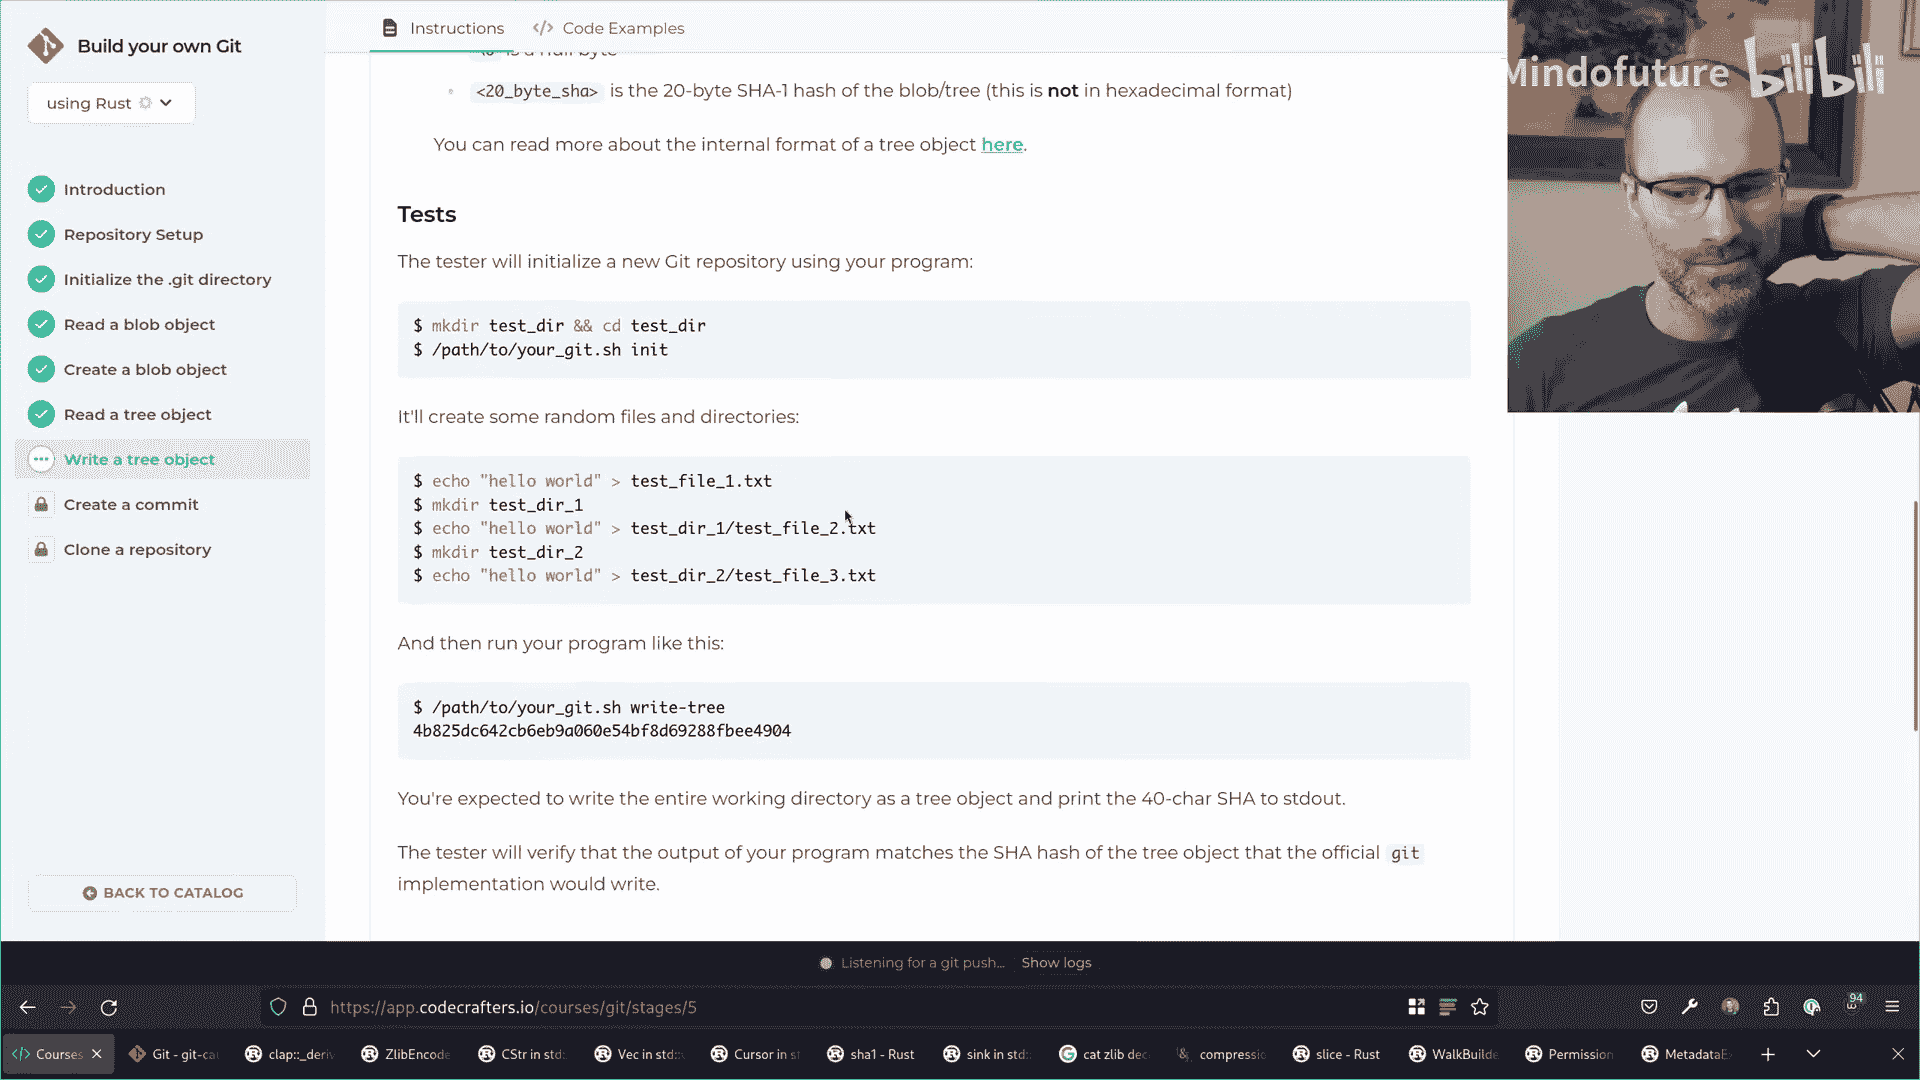 Build your own Git
using Rust
Introduction
Repository Setup
Initialize the .git directory
Read a blob object
Create a blob object
Read a tree object
Write a tree object
Create a commit
Clone a repository
BACK TO CATALOG
Instructions
</> Code Examples
<20_byte_sha> is the 20-byte SHA-1 hash of the blob/tree (this is not in hexadecimal format)
You can read more about the internal format of a tree object here.
Tests
The tester will initialize a new Git repository using your program:
$ mkdir test_dir && cd test_dir
$ /path/to/your_git.sh init
It'll create some random files and directories:
$ echo "hello world" > test_file_1.txt
$ mkdir test_dir_1
$ echo "hello world" > test_dir_1/test_file_2.txt
$ mkdir test_dir_2
$ echo "hello world" > test_dir_2/test_file_3.txt
And then run your program like this:
$ /path/to/your_git.sh write-tree
4b825dc642cb6eb9a060e54bf8d69288fbee4904
You're expected to write the entire working directory as a tree object and print the 40-char SHA to stdout.
The tester will verify that the output of your program matches the SHA hash of the tree object that the official git
implementation would write.
Mindofuture bilibili
Listening for a git push... Show logs
https://app.codecrafters.io/courses/git/stages/5
94
</> Courses
Git - git-ca
clap::_deri
ZlibEncode
CStr in std:
Vec in std::
Cursor in s
sha1 - Rust
sink in std:
cat zlib dec
compressi
slice - Rust
WalkBuilde
Permission
MetadataE